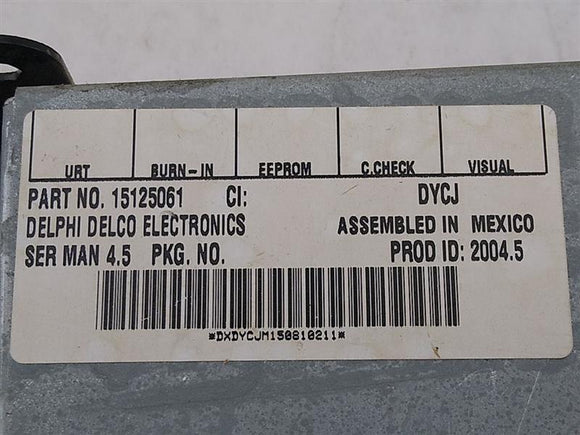 URT BURN-IN EEPROM C.CHECK VISUAL
PART NO. 15125061 CI: DYCJ
DELPHI DELCO ELECTRONICS ASSEMBLED IN MEXICO
SER MAN 4.5 PKG. NO. PROD ID: 2004.5
*DXDYCJM150810211*